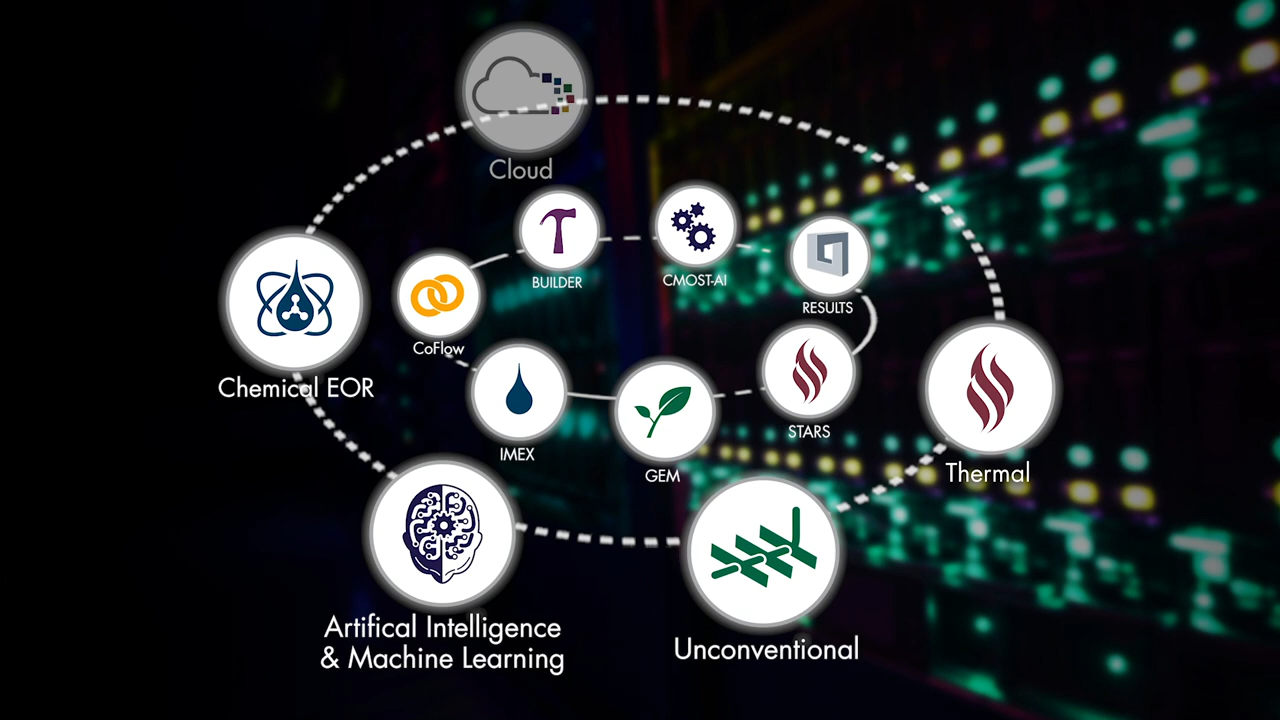 Cloud
BUILDER
CMOST-AI
RESULTS
CoFlow
Chemical EOR
STARS
IMEX
GEM
Thermal
Artifical Intelligence
& Machine Learning
Unconventional